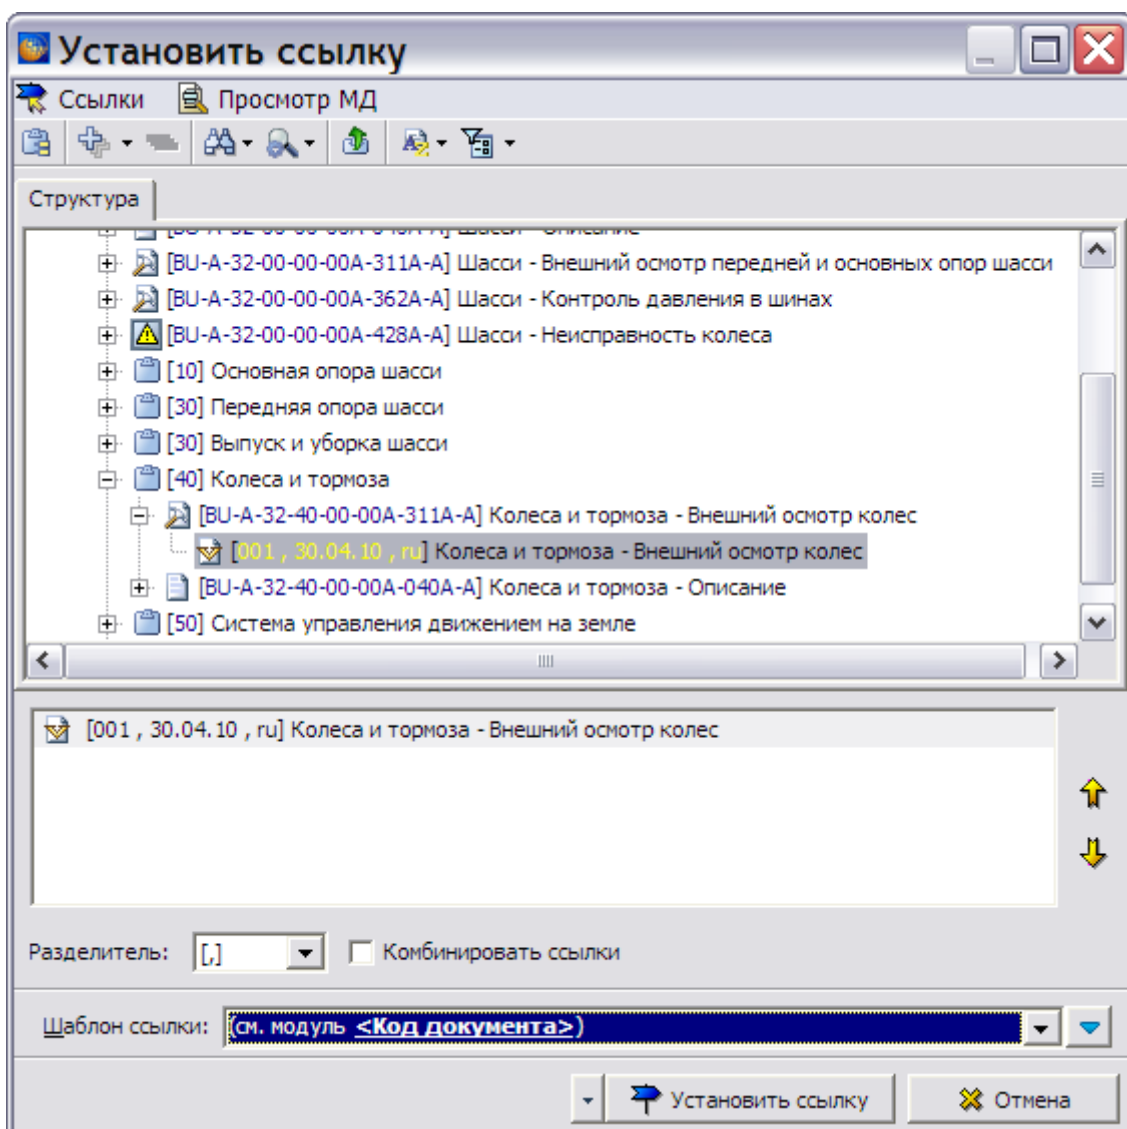 Установить ссылку
Ссылки Просмотр МД
Структура
[BU-A-32-00-00-00A-311A-A] Шасси - Внешний осмотр передней и основных опор шасси
[BU-A-32-00-00-00A-362A-A] Шасси - Контроль давления в шинах
[BU-A-32-00-00-00A-428A-A] Шасси - Неисправность колеса
[10] Основная опора шасси
[30] Передняя опора шасси
[30] Выпуск и уборка шасси
[40] Колеса и тормоза
[BU-A-32-40-00-00A-311A-A] Колеса и тормоза - Внешний осмотр колес
[001 , 30.04.10 , ru] Колеса и тормоза - Внешний осмотр колес
[BU-A-32-40-00-00A-040A-A] Колеса и тормоза - Описание
[50] Система управления движением на земле
[001 , 30.04.10 , ru] Колеса и тормоза - Внешний осмотр колес
Разделитель: [,] Комбинировать ссылки
Шаблон ссылки: (см. модуль <Код документа>)
Установить ссылку Отмена